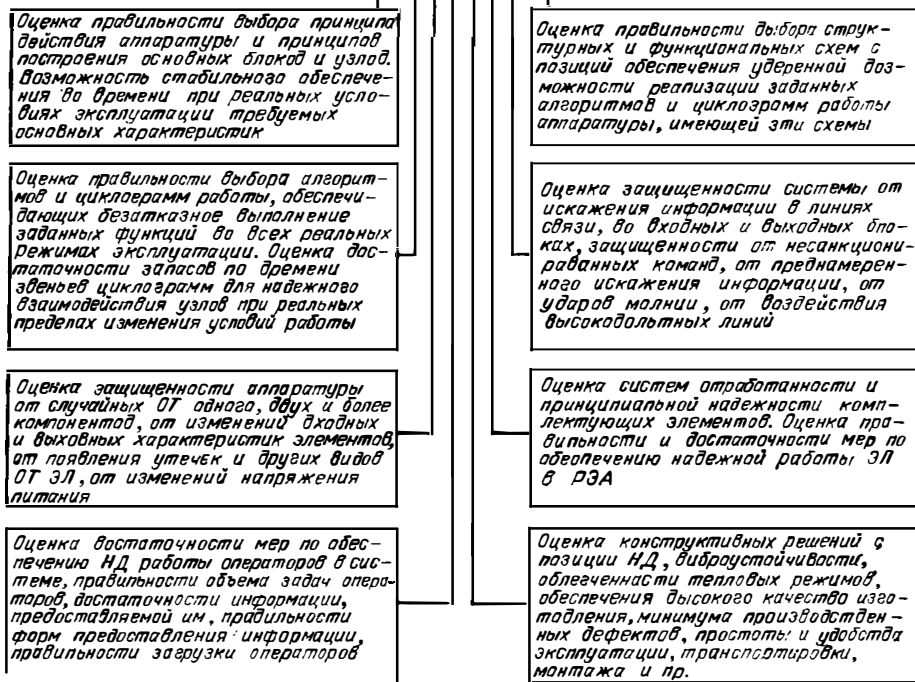 Оценка правильности выбора принципа
действия аппаратуры и принципов
построения основных блоков и узлов.
Возможность стабильного обеспече-
ния во времени при реальных усло-
виях эксплуатации требуемых
основных характеристик
Оценка правильности выбора алгорит-
мов и циклограмм работы, обеспечи-
вающих безотказное выполнение
заданных функций во всех реальных
режимах эксплуатации. Оценка дос-
таточности запасов по времени
звеньев циклограмм для надежного
взаимодействия узлов при реальных
пределах изменения условий работы
Оценка защищенности аппаратуры
от случайных ОТ одного, двух и более
компонентов, от изменений входных
и выховных характеристик элементов,
от появления утечек и других видов
ОТ ЭЛ, от изменений напряжения
питания
Оценка востаточности мер по обес-
печению НД работы операторов в сис-
теме, правильности объема задач опера-
торов, достаточности информации,
предоставляемой им, правильности
форм предоставления информации,
правильности загрузки операторов
Оценка правильности выбора струк-
турных и функциональных схем с
позиций обеспечения уверенной воз-
можности реализации заданных
алгоритмов и циклограмм работы
аппаратуры, имеющей эти схемы
Оценка защищенности системы от
искажения информации в линиях
связи, во входных и выходных бло-
ках, защищенности от несанкциони-
рованных команд, от преднамерен-
ного искажения информации, от
ударов молнии, от воздействия
высоковольтных линий
Оценка систем отработанности и
принципиальной надежности комп-
лектующих элементов. Оценка пра-
вильности и достаточности мер по
обеспечению надежной работы ЭЛ
в РЭА
Оценка конструктивных решений с
позиции НД, виброустойчивости,
облегченности тепловых режимов,
обеспечения высокого качество изго-
товления, минимума производствен-
ных дефектов, простоты и удобства
эксплуатации, транспортировки,
монтажа и пр.